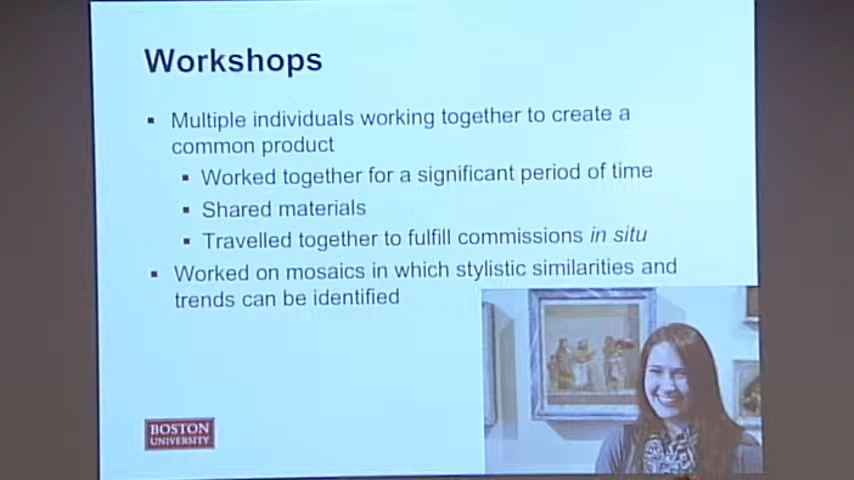 Workshops
▪ Multiple individuals working together to create a
common product
▪ Worked together for a significant period of time
▪ Shared materials
▪ Travelled together to fulfill commissions in situ
▪ Worked on mosaics in which stylistic similarities and
trends can be identified
BOSTON
UNIVERSITY